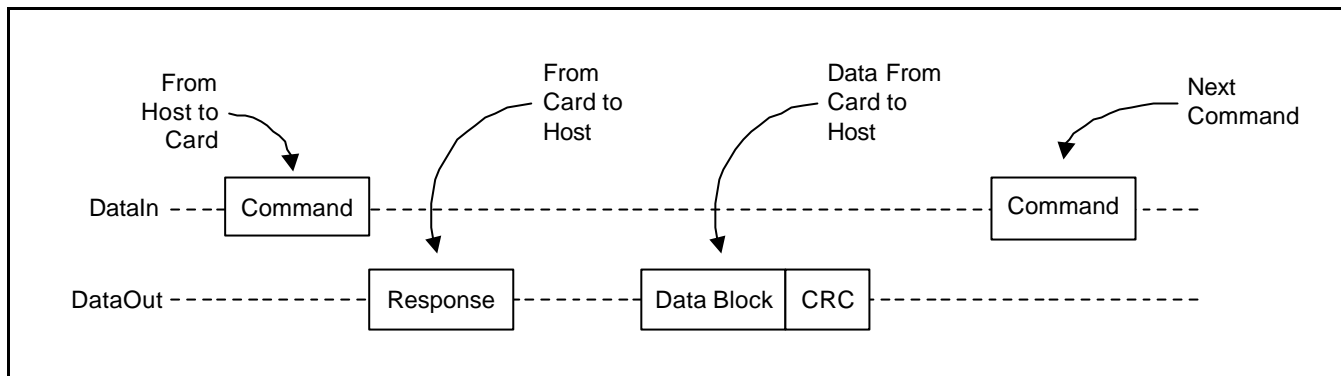 From
Host to
Card
From
Card to
Host
Data From
Card to
Host
Next
Command
DataIn
Command
Command
DataOut
Response
Data Block
CRC